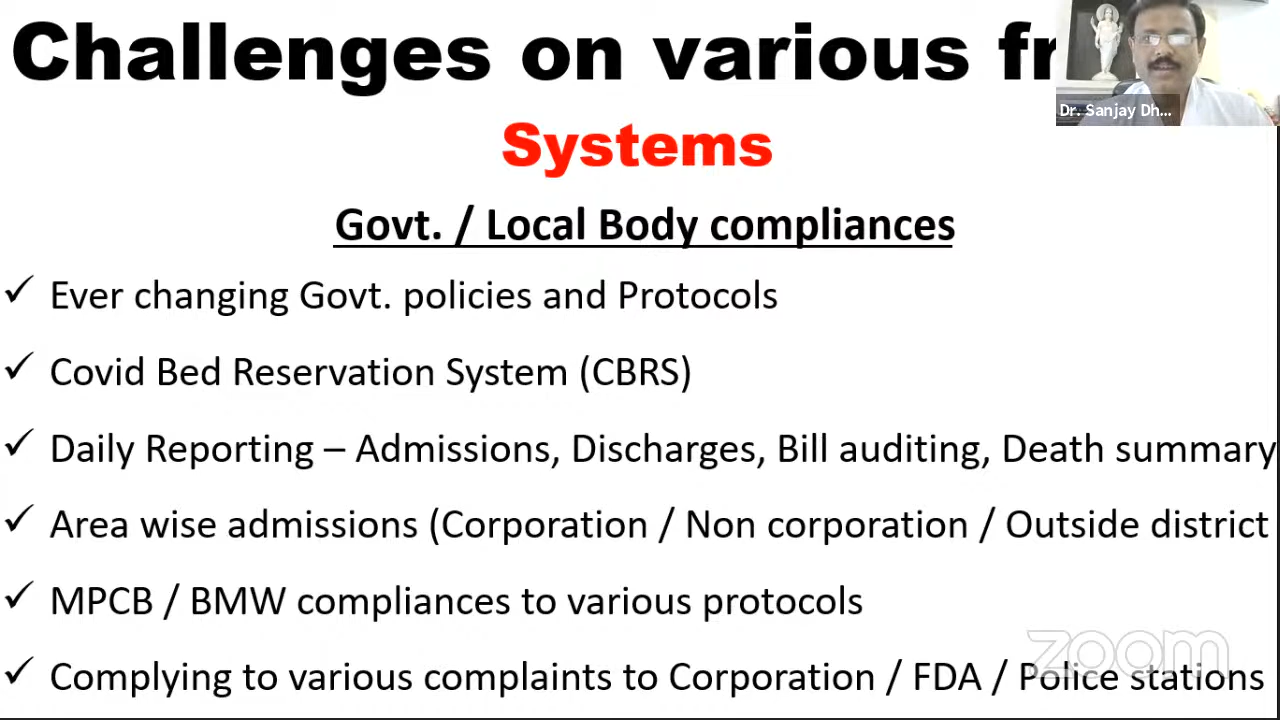 Challenges on various fr
Dr. Sanjay Dh...
Systems
Govt. / Local Body compliances
✓ Ever changing Govt. policies and Protocols
✓ Covid Bed Reservation System (CBRS)
✓ Daily Reporting – Admissions, Discharges, Bill auditing, Death summary
✓ Area wise admissions (Corporation / Non corporation / Outside district
✓ MPCB / BMW compliances to various protocols
✓ Complying to various complaints to Corporation / FDA / Police stations
zoom